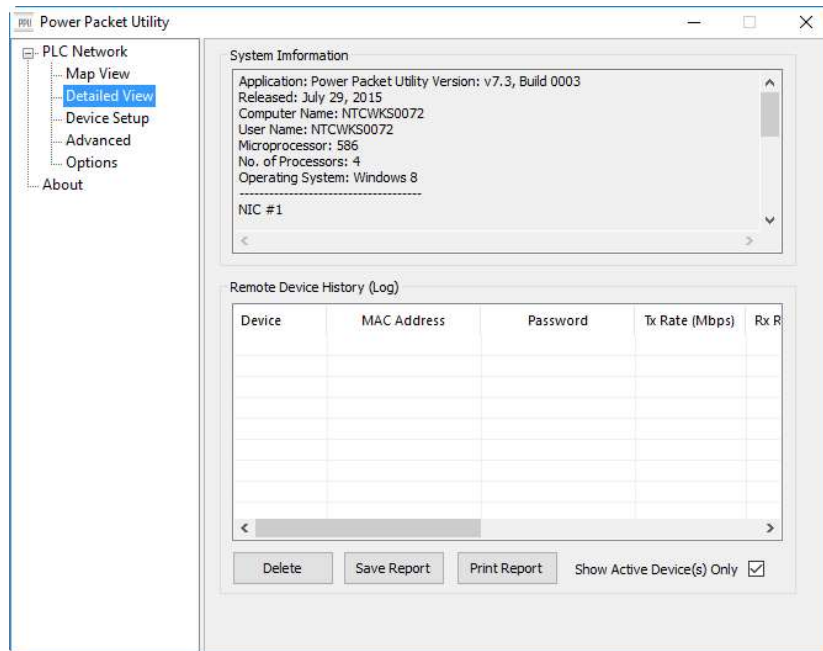 PPU Power Packet Utility
PLC Network
Map View
Detailed View
Device Setup
Advanced
Options
About
System Imformation
Application: Power Packet Utility Version: v7.3, Build 0003
Released: July 29, 2015
Computer Name: NTCWKS0072
User Name: NTCWKS0072
Microprocessor: 586
No. of Processors: 4
Operating System: Windows 8
-------------------------------------
NIC #1
Remote Device History (Log)
Device MAC Address Password Tx Rate (Mbps) Rx R
Delete Save Report Print Report Show Active Device(s) Only